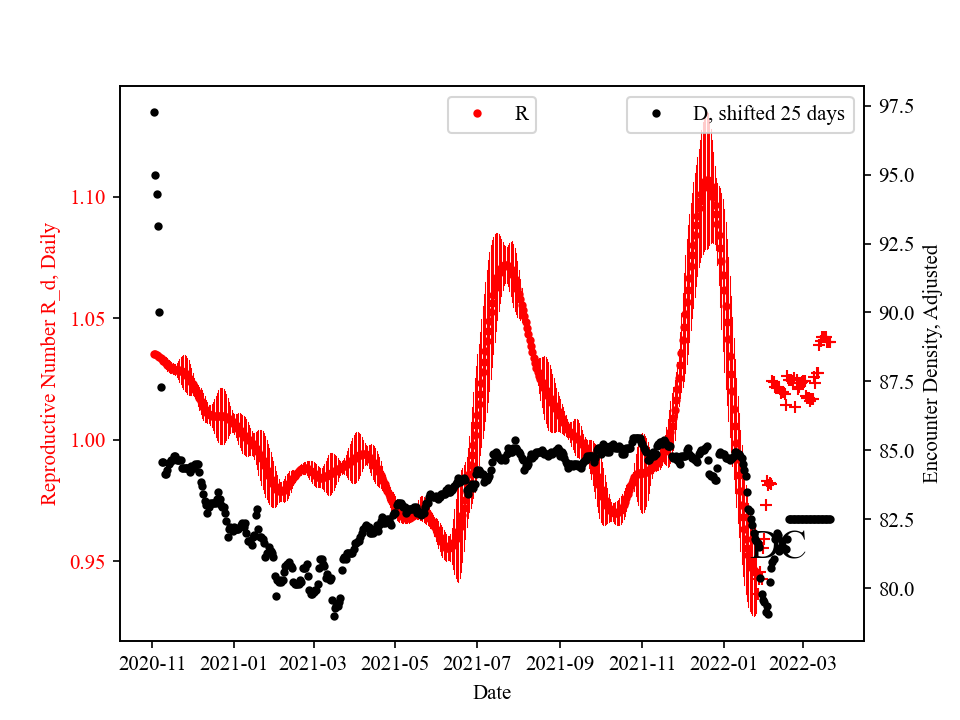 R
D, shifted 25 days
Reproductive Number R_d, Daily
1.10
1.05
1.00
0.95
97.5
95.0
92.5
90.0
87.5
85.0
82.5
80.0
Encounter Density, Adjusted
DC
2020-11 2021-01 2021-03 2021-05 2021-07 2021-09 2021-11 2022-01 2022-03
Date